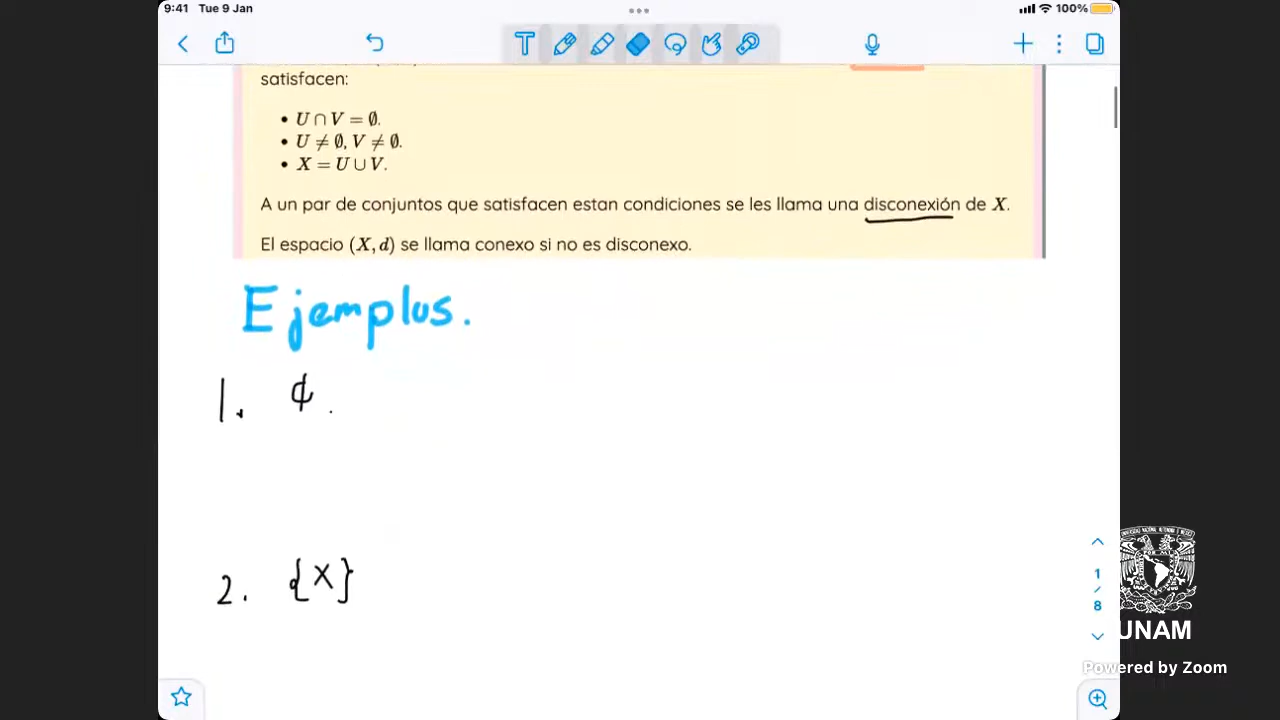 9:41 Tue 9 Jan
100%
satisfacen:
• U ∩ V = ∅.
• U ≠ ∅, V ≠ ∅.
• X = U ∪ V.
A un par de conjuntos que satisfacen estan condiciones se les llama una disconexión de X.
El espacio (X, d) se llama conexo si no es disconexo.
Ejemplos.
1. ¢.
2. {X}
1
/
8
UNAM
Powered by Zoom